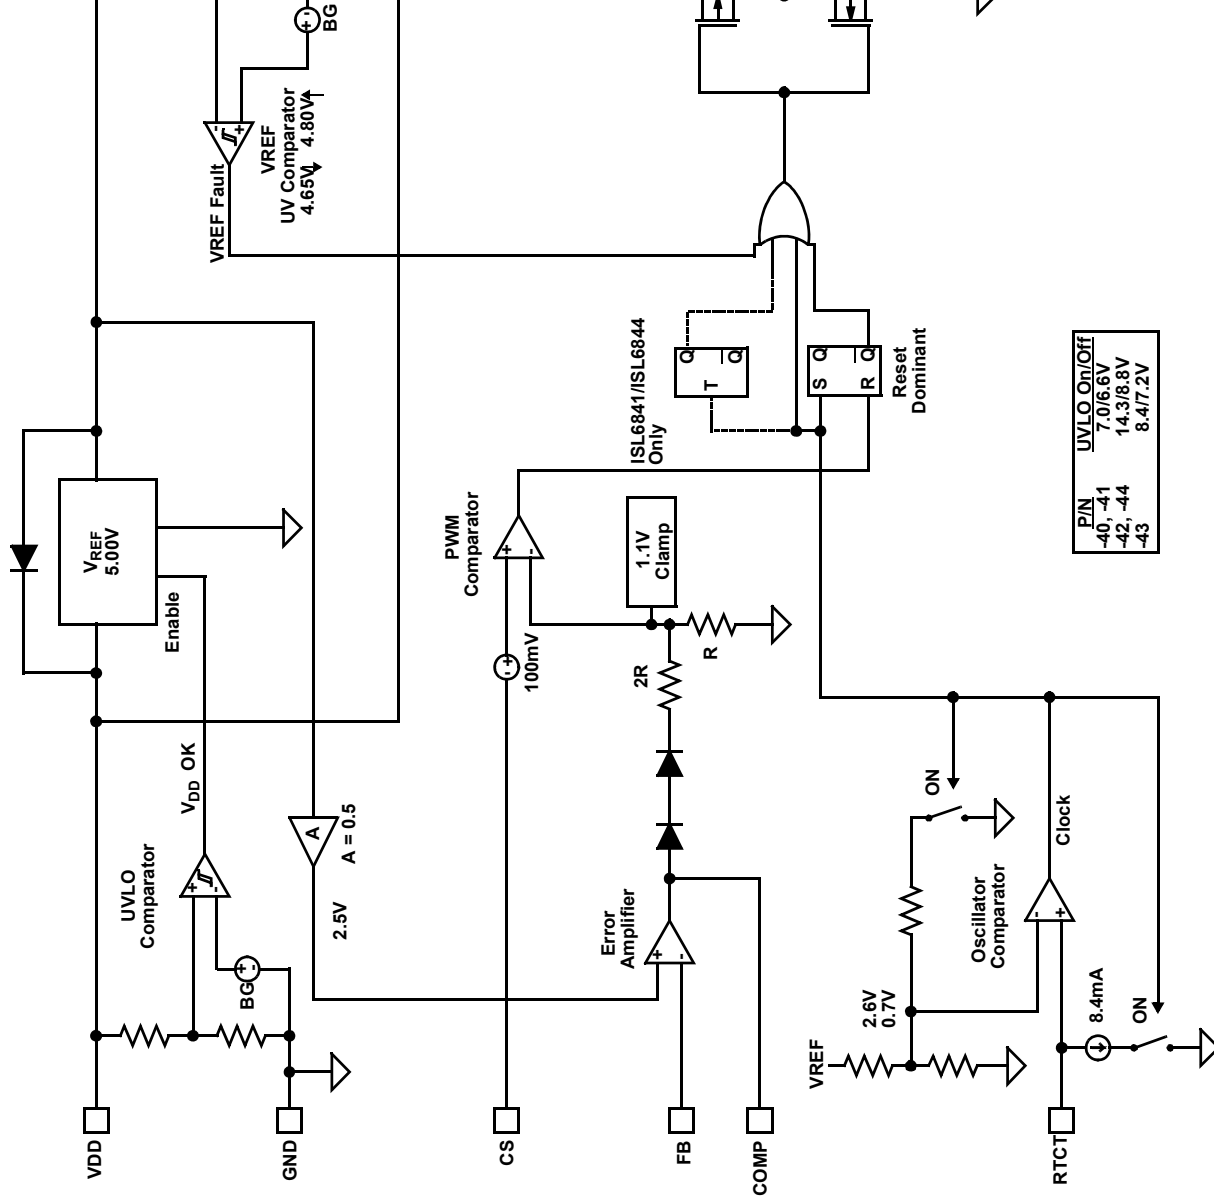 BG
+
-
VREF Fault
-
+
VREF
UV Comparator
4.65V 4.80V
VREF
5.00V
Enable
VDD OK
UVLO
Comparator
+
-
BG
+
-
A
A = 0.5
2.5V
VDD
GND
ISL6841/ISL6844
Only
Q
T
Q
S Q
R Q
Reset
Dominant
PWM
Comparator
+
-
1.1V
Clamp
100mV
-
+
2R
R
Error
Amplifier
+
-
CS
FB
COMP
P/N UVLO On/Off
-40, -41 7.0/6.6V
-42, -44 14.3/8.8V
-43 8.4/7.2V
ON
Clock
Oscillator
Comparator
-
+
2.6V
0.7V
VREF
8.4mA
ON
RTCT